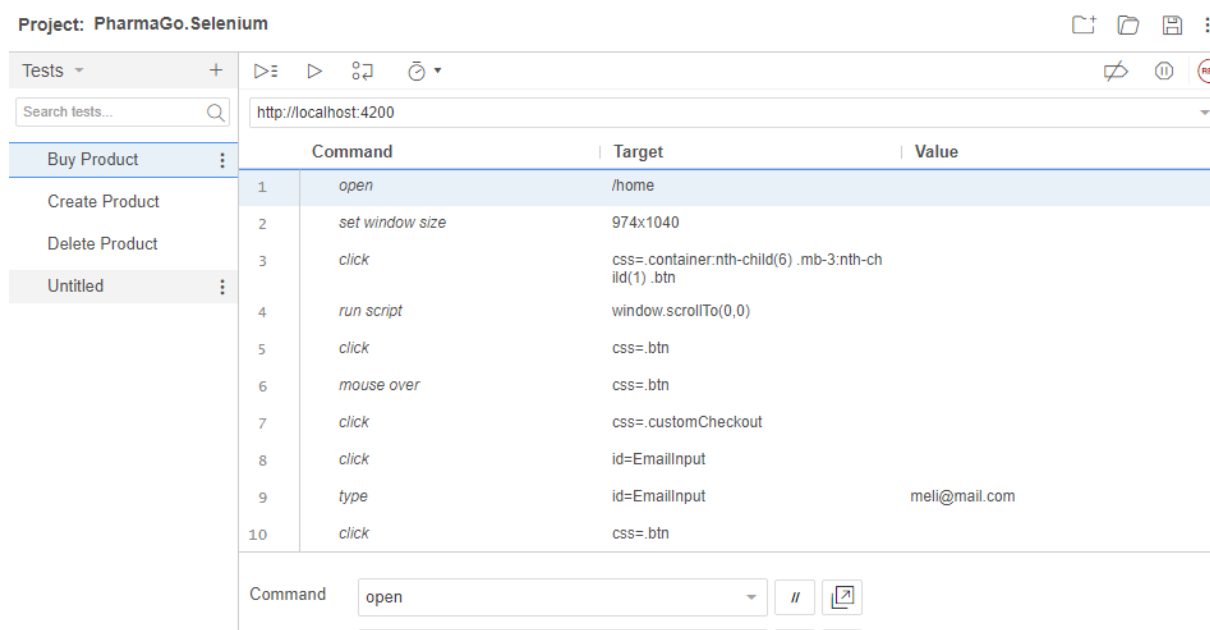 Project: PharmaGo.Selenium
Tests
Search tests...
Buy Product
Create Product
Delete Product
Untitled
http://localhost:4200
Command Target Value
1 open /home
2 set window size 974x1040
3 click css=.container:nth-child(6) .mb-3:nth-ch
ild(1) .btn
4 run script window.scrollTo(0,0)
5 click css=.btn
6 mouse over css=.btn
7 click css=.customCheckout
8 click id=EmailInput
9 type id=EmailInput meli@mail.com
10 click css=.btn
Command open //